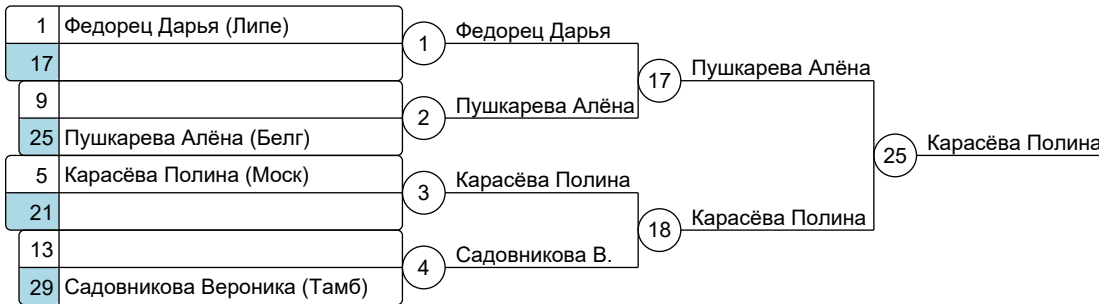 1 Федорец Дарья (Липе)
17
1 Федорец Дарья
9
25 Пушкарева Алёна (Белг)
2 Пушкарева Алёна
17 Пушкарева Алёна
5 Карасёва Полина (Моск)
21
3 Карасёва Полина
13
29 Садовникова Вероника (Тамб)
4 Садовникова В.
18 Карасёва Полина
25 Карасёва Полина